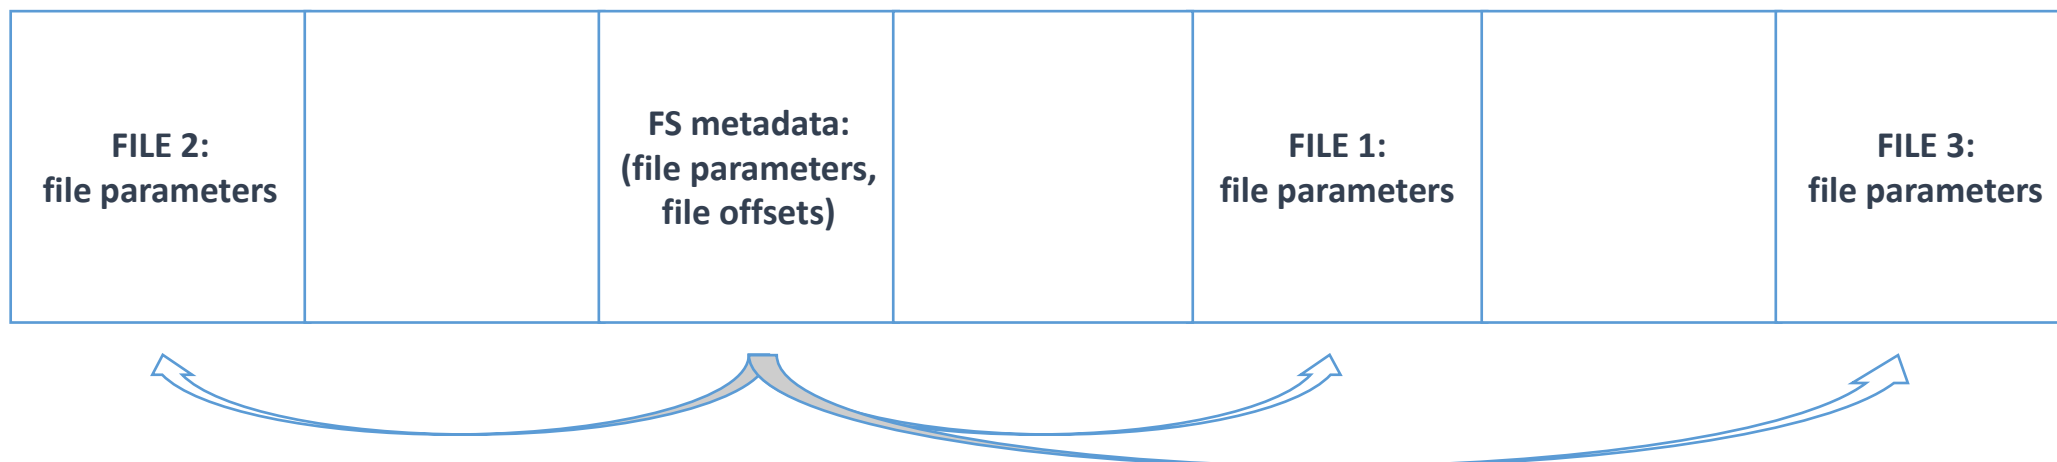 FILE 2:
file parameters
FS metadata:
(file parameters,
file offsets)
FILE 1:
file parameters
FILE 3:
file parameters